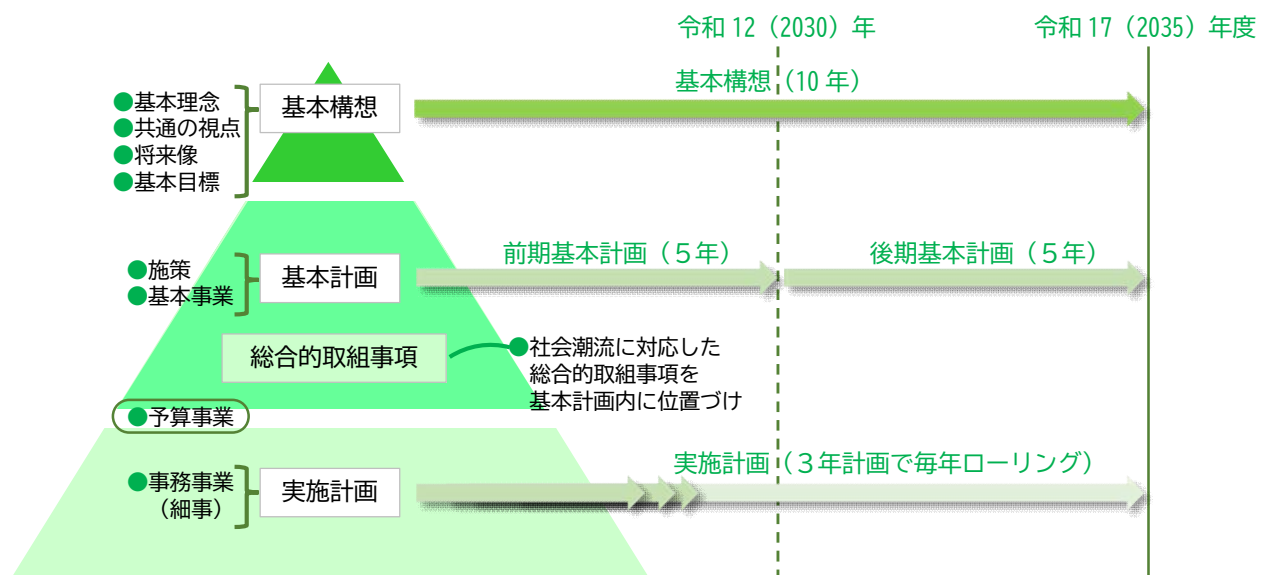 令和 12（2030）年
令和 17（2035）年度
基本構想（10 年）
●基本理念
●共通の視点
●将来像
●基本目標
基本構想
前期基本計画（５年）
後期基本計画（５年）
●施策
●基本事業
基本計画
総合的取組事項
●社会潮流に対応した
総合的取組事項を
基本計画内に位置づけ
●予算事業
実施計画（３年計画で毎年ローリング）
●事務事業
（細事）
実施計画